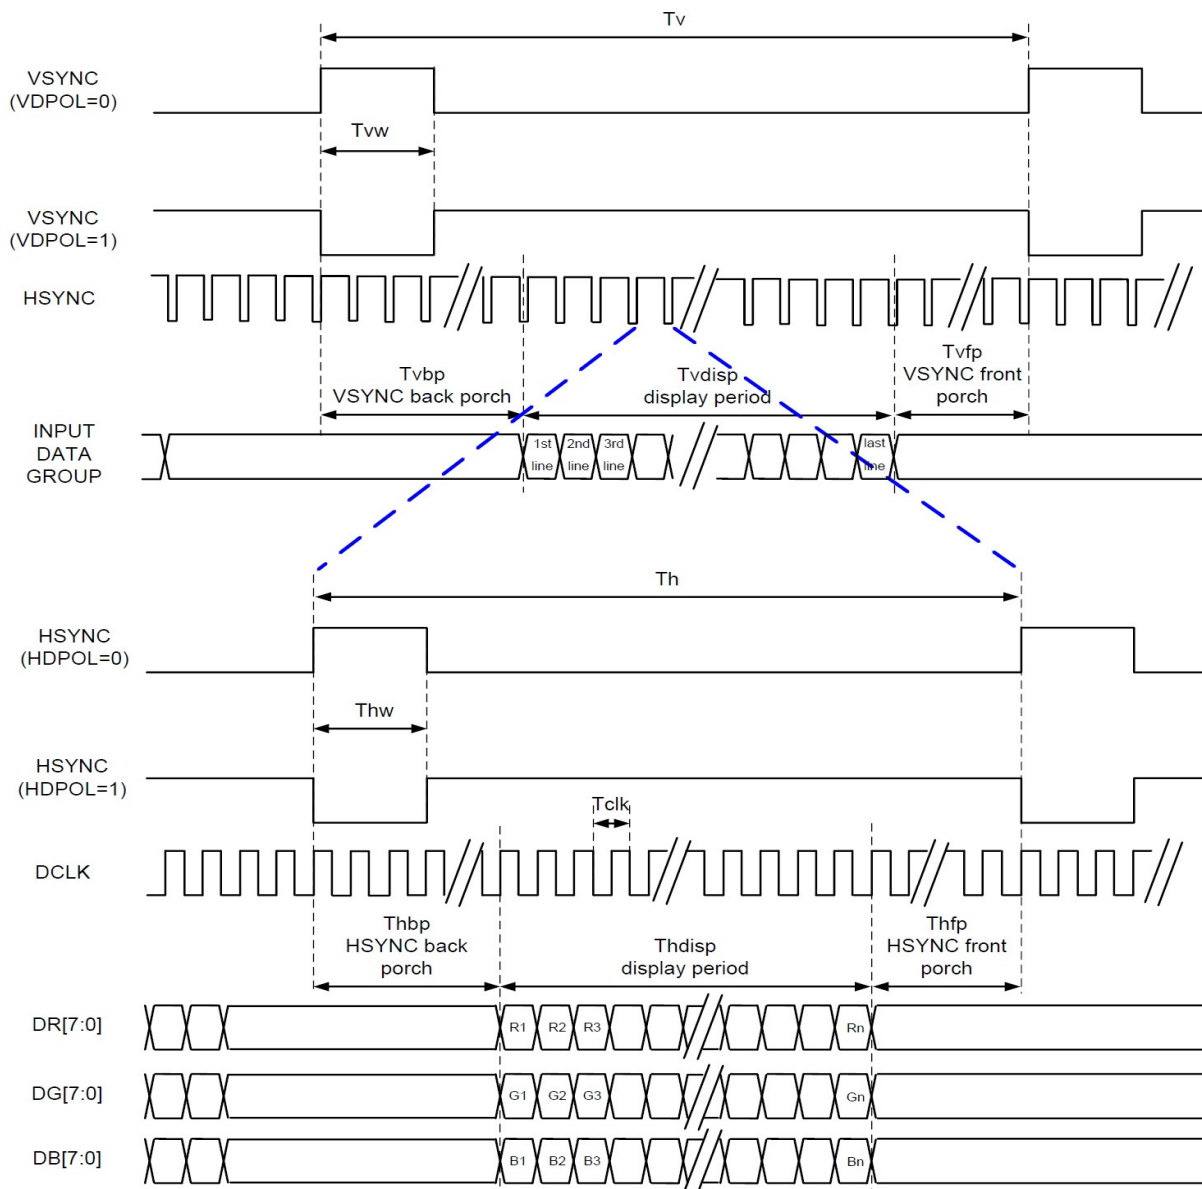 Tv
VSYNC
(VDPOL=0)
Tvw
VSYNC
(VDPOL=1)
HSYNC
Tvbp
VSYNC back porch
Tvdisp
display period
Tvfp
VSYNC front
porch
INPUT
DATA
GROUP
1st
line
2nd
line
3rd
line
last
line
Th
HSYNC
(HDPOL=0)
Thw
HSYNC
(HDPOL=1)
Tclk
DCLK
Thbp
HSYNC back
porch
Thdisp
display period
Thfp
HSYNC front
porch
DR[7:0]
R1 R2 R3 Rn
DG[7:0]
G1 G2 G3 Gn
DB[7:0]
B1 B2 B3 Bn